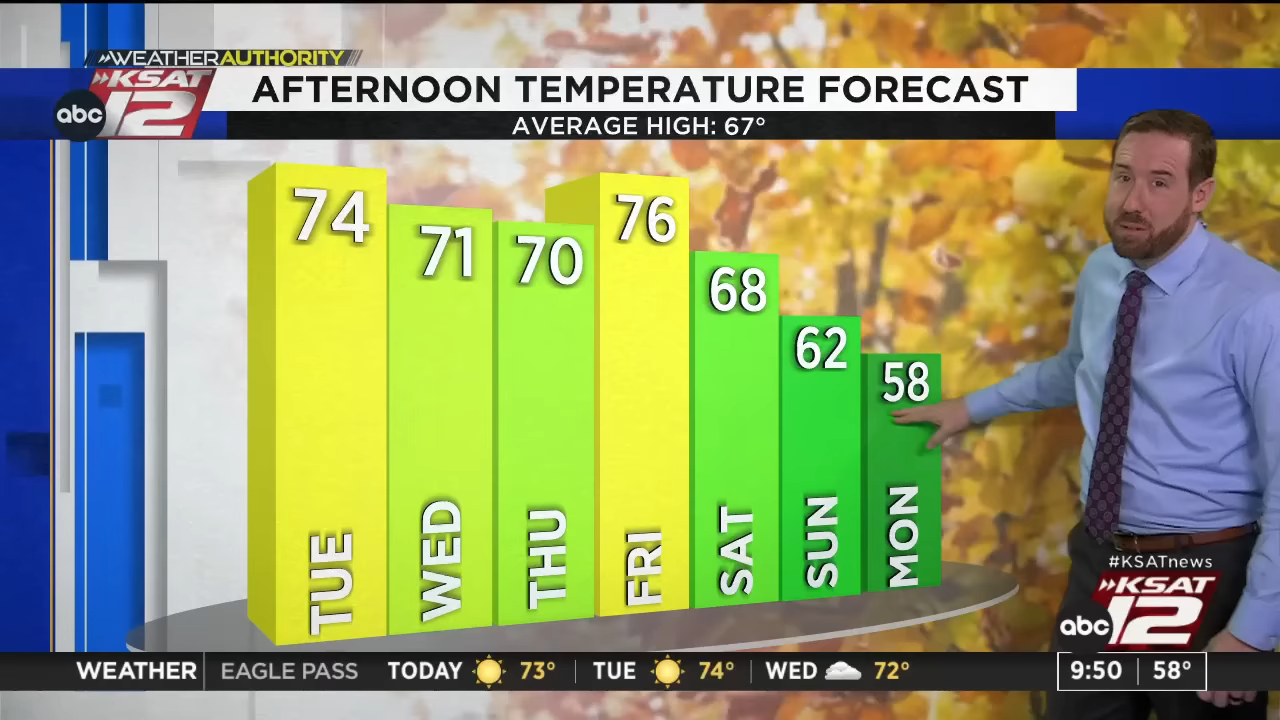 WEATHERAUTHORITY
KSAT
abc 12
AFTERNOON TEMPERATURE FORECAST
AVERAGE HIGH: 67°
74
71
70
76
68
62
58
TUE
WED
THU
FRI
SAT
SUN
MON
#KSATnews
KSAT
abc 12
WEATHER EAGLE PASS TODAY 73° TUE 74° WED 72° 9:50 58°